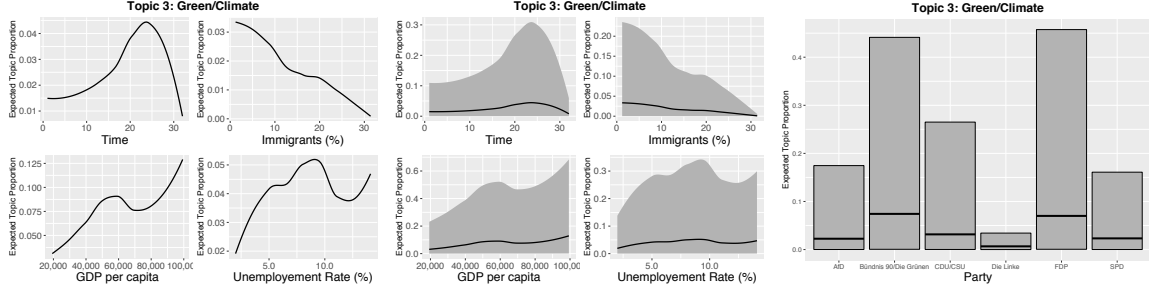 Topic 3: Green/Climate
Expected Topic Proportion
0.04
0.03
0.02
0.01
0
10
20
30
Time
Expected Topic Proportion
0.03
0.02
0.01
0.00
0
10
20
30
Immigrants (%)
Expected Topic Proportion
0.125
0.100
0.075
0.050
20,000
40,000
60,000
80,000
100,00
GDP per capita
Expected Topic Proportion
0.05
0.04
0.03
0.02
5.0
10.0
Unemployement Rate (%)
Topic 3: Green/Climate
Expected Topic Proportion
0.3
0.2
0.1
0.0
0
10
20
30
Time
Expected Topic Proportion
0.20
0.15
0.10
0.05
0.00
0
10
20
30
Immigrants (%)
Expected Topic Proportion
0.6
0.4
0.2
0.0
20,000
40,000
60,000
80,000
100,00
GDP per capita
Expected Topic Proportion
0.3
0.2
0.1
0.0
5.0
10.0
Unemployement Rate (%)
Topic 3: Green/Climate
Expected Topic Proportion
0.4
0.3
0.2
0.1
0.0
AfD
Bündnis 90/Die Grünen
CDU/CSU
Die Linke
FDP
SPD
Party